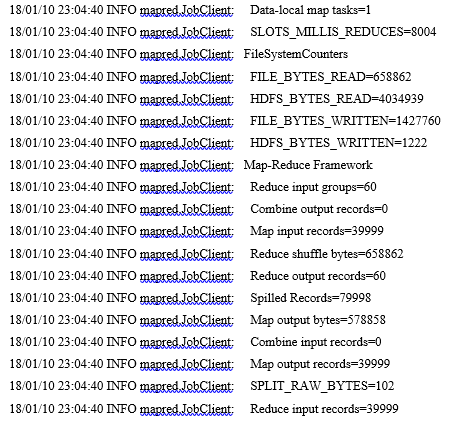 18/01/10 23:04:40 INFO mapred.JobClient: Data-local map tasks=1
18/01/10 23:04:40 INFO mapred.JobClient: SLOTS_MILLIS_REDUCES=8004
18/01/10 23:04:40 INFO mapred.JobClient: FileSystemCounters
18/01/10 23:04:40 INFO mapred.JobClient: FILE_BYTES_READ=658862
18/01/10 23:04:40 INFO mapred.JobClient: HDFS_BYTES_READ=4034939
18/01/10 23:04:40 INFO mapred.JobClient: FILE_BYTES_WRITTEN=1427760
18/01/10 23:04:40 INFO mapred.JobClient: HDFS_BYTES_WRITTEN=1222
18/01/10 23:04:40 INFO mapred.JobClient: Map-Reduce Framework
18/01/10 23:04:40 INFO mapred.JobClient: Reduce input groups=60
18/01/10 23:04:40 INFO mapred.JobClient: Combine output records=0
18/01/10 23:04:40 INFO mapred.JobClient: Map input records=39999
18/01/10 23:04:40 INFO mapred.JobClient: Reduce shuffle bytes=658862
18/01/10 23:04:40 INFO mapred.JobClient: Reduce output records=60
18/01/10 23:04:40 INFO mapred.JobClient: Spilled Records=79998
18/01/10 23:04:40 INFO mapred.JobClient: Map output bytes=578858
18/01/10 23:04:40 INFO mapred.JobClient: Combine input records=0
18/01/10 23:04:40 INFO mapred.JobClient: Map output records=39999
18/01/10 23:04:40 INFO mapred.JobClient: SPLIT_RAW_BYTES=102
18/01/10 23:04:40 INFO mapred.JobClient: Reduce input records=39999